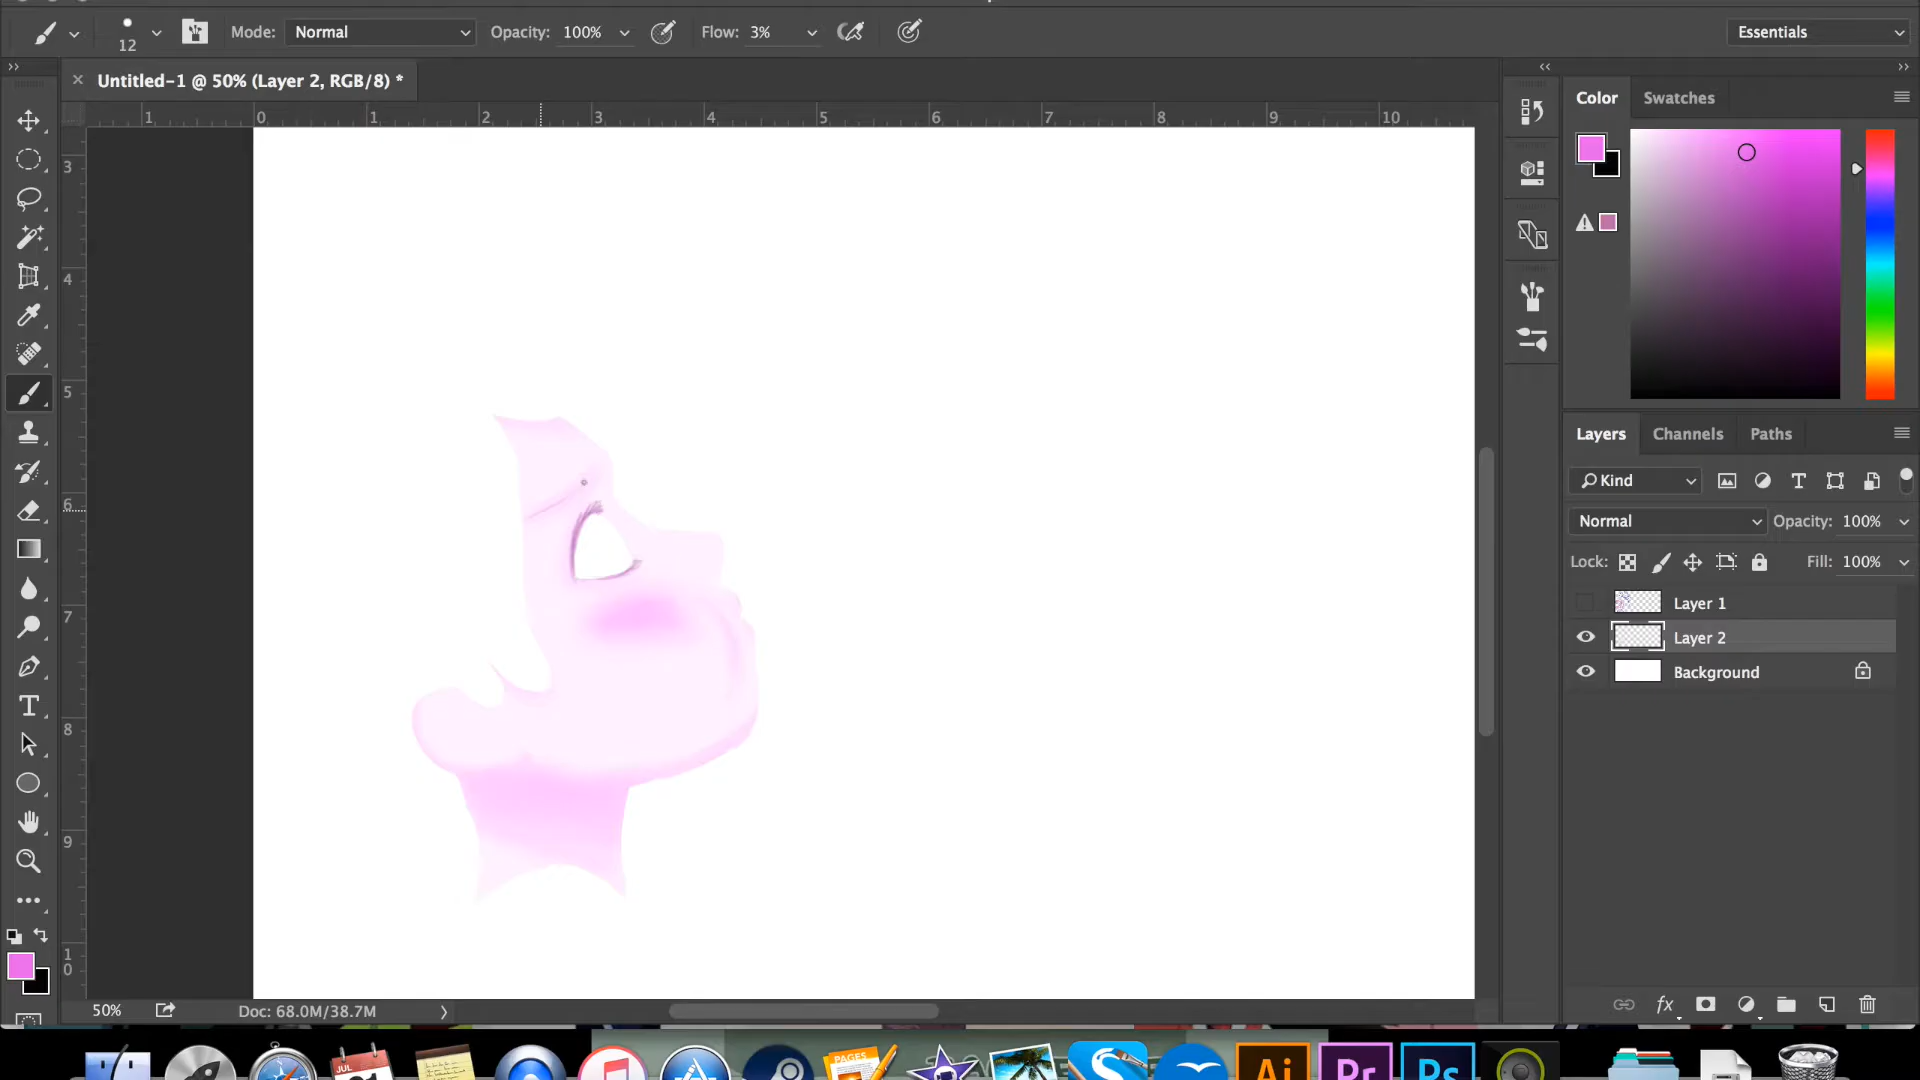 12
Mode: Normal
Opacity: 100%
Flow: 3%
Essentials
Untitled-1 @ 50% (Layer 2, RGB/8) *
1 0 1 2 3 4 5 6 7 8 9 10
3
4
5
6
7
8
9
1
0
Color Swatches
Layers Channels Paths
Kind
Normal Opacity: 100%
Lock: Fill: 100%
Layer 1
Layer 2
Background
fx
50% Doc: 68.0M/38.7M
JUL
PAGES
Ai Pr Ps